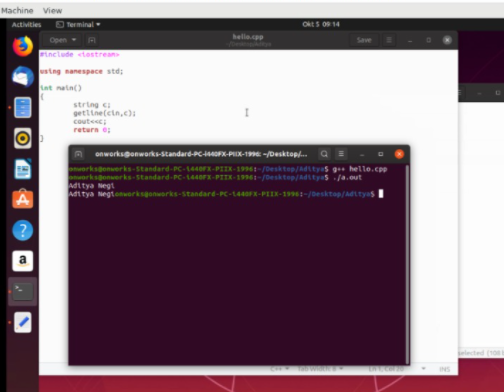 Machine View
Activities Terminal Okt 5 09:14
Open hello.cpp Save
~/Desktop/Aditya
#include <iostream>
using namespace std;
int main()
{
string c;
getline(cin,c);
cout<<c;
return 0;
}
onworks@onworks-Standard-PC-i440FX-PIIX-1996: ~/Desktop/...
onworks@onworks-Standard-PC-i440FX-PIIX-1996:~/Desktop/Aditya$ g++ hello.cpp
onworks@onworks-Standard-PC-i440FX-PIIX-1996:~/Desktop/Aditya$ ./a.out
Aditya Negi
Aditya Negionworks@onworks-Standard-PC-i440FX-PIIX-1996:~/Desktop/Aditya$
selected
C++ Tab Width: 8 Ln 1, Col 20 INS